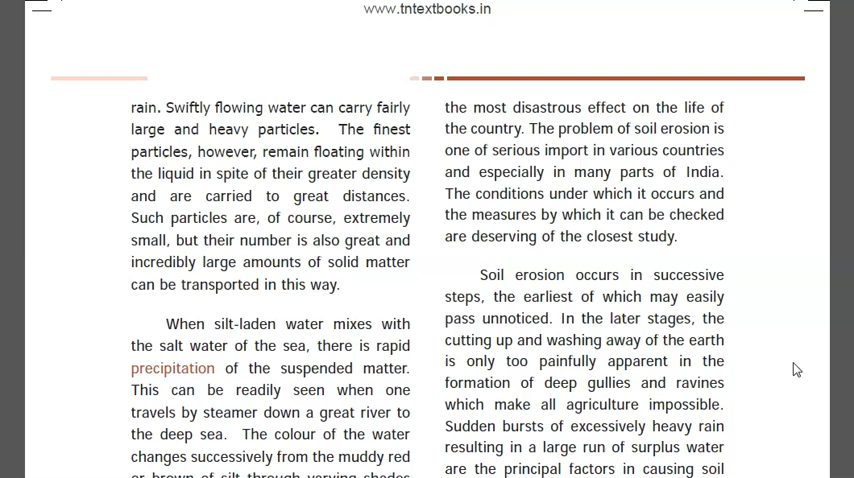 www.tntextbooks.in
rain. Swiftly flowing water can carry fairly
large and heavy particles. The finest
particles, however, remain floating within
the liquid in spite of their greater density
and are carried to great distances.
Such particles are, of course, extremely
small, but their number is also great and
incredibly large amounts of solid matter
can be transported in this way.
When silt-laden water mixes with
the salt water of the sea, there is rapid
precipitation of the suspended matter.
This can be readily seen when one
travels by steamer down a great river to
the deep sea. The colour of the water
changes successively from the muddy red
or brown of silt through varying shades
the most disastrous effect on the life of
the country. The problem of soil erosion is
one of serious import in various countries
and especially in many parts of India.
The conditions under which it occurs and
the measures by which it can be checked
are deserving of the closest study.
Soil erosion occurs in successive
steps, the earliest of which may easily
pass unnoticed. In the later stages, the
cutting up and washing away of the earth
is only too painfully apparent in the
formation of deep gullies and ravines
which make all agriculture impossible.
Sudden bursts of excessively heavy rain
resulting in a large run of surplus water
are the principal factors in causing soil